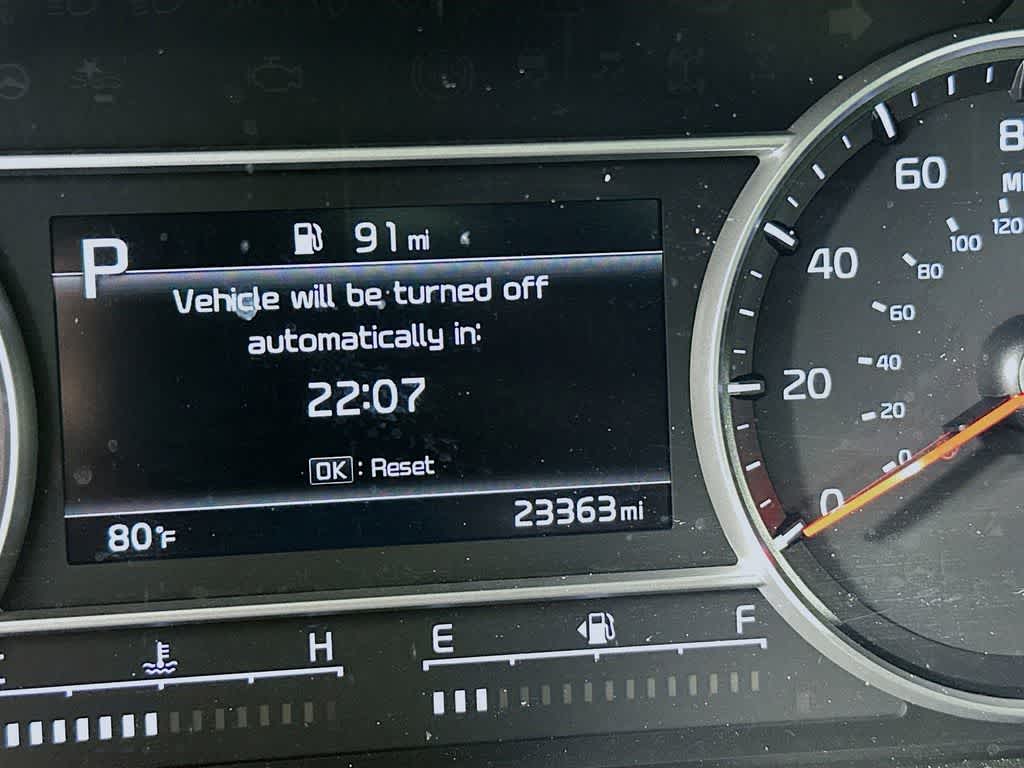 P
91 mi
Vehicle will be turned off
automatically in:
22:07
OK : Reset
80°F
23363 mi
H
E
F
0
20
40
60
0
20
40
60
80
100
120